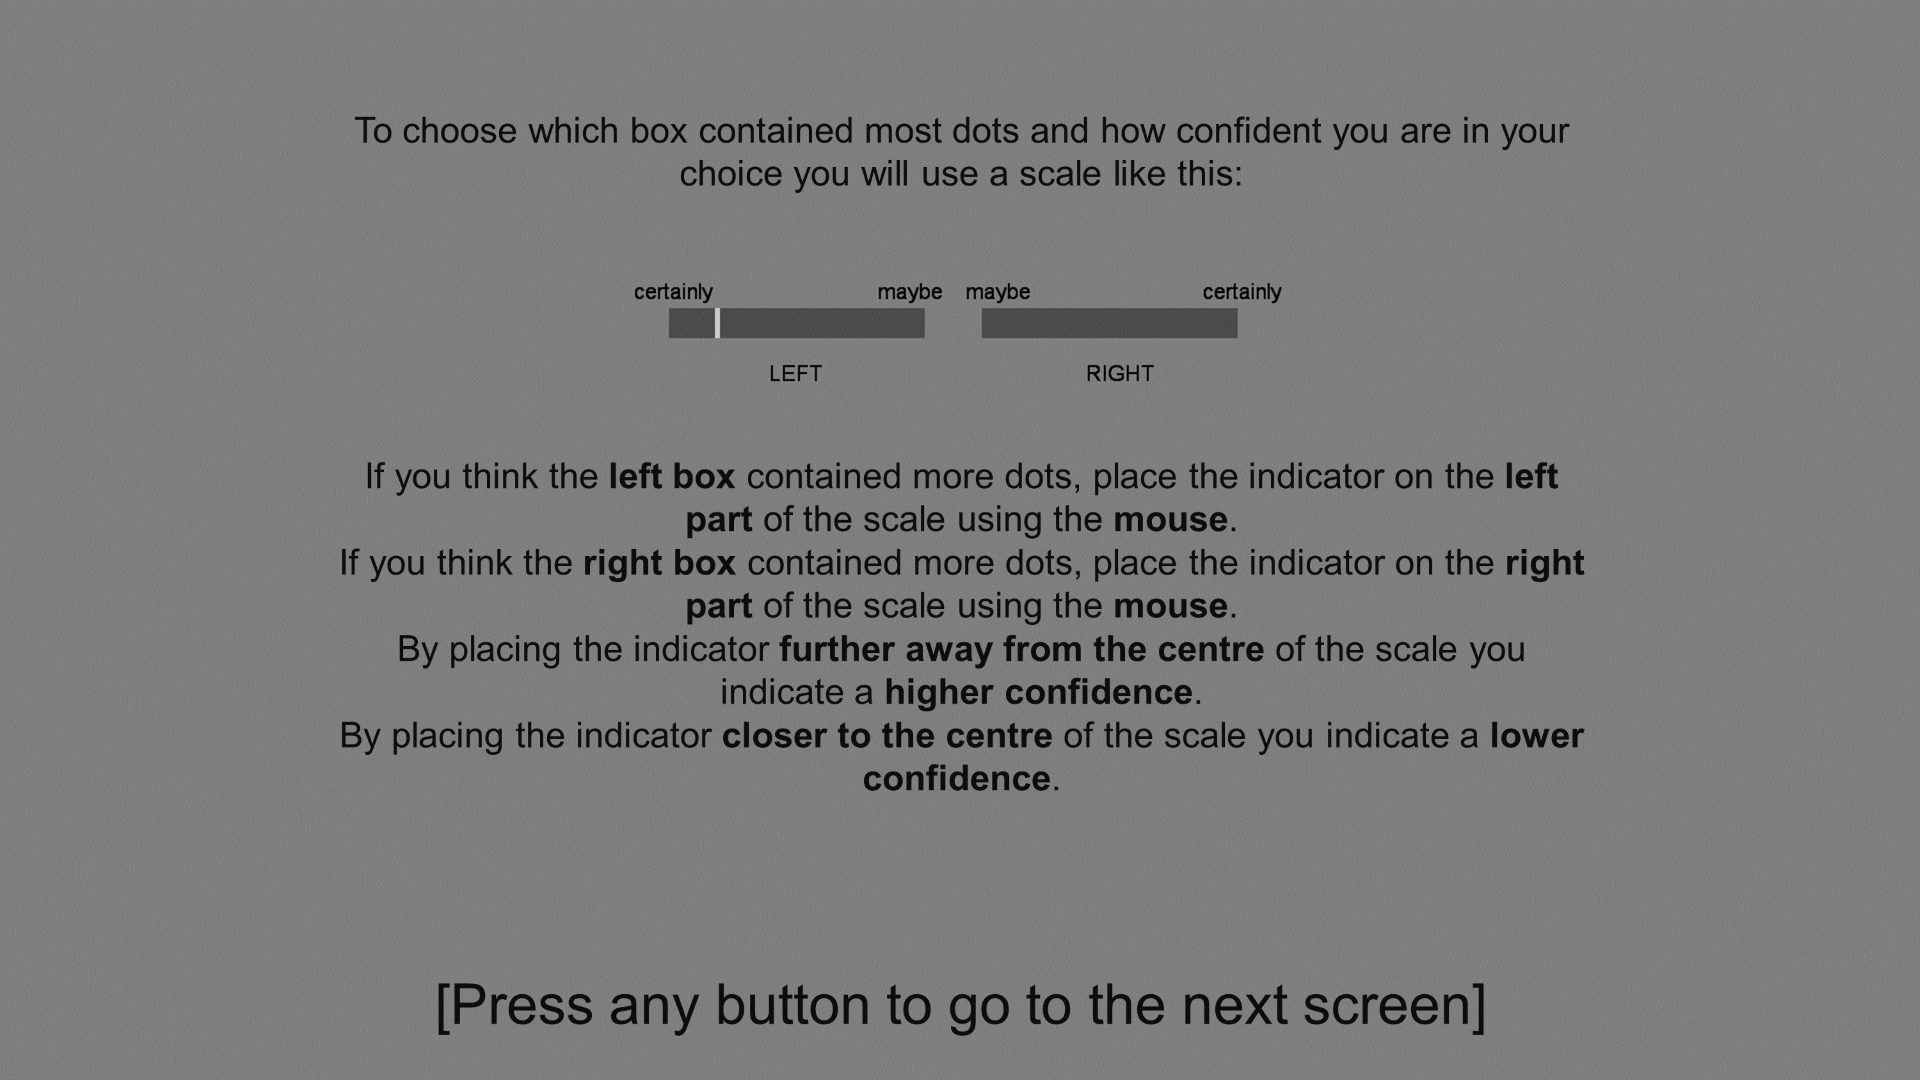 To choose which box contained most dots and how confident you are in your
choice you will use a scale like this:
certainly maybe maybe certainly
LEFT RIGHT
If you think the left box contained more dots, place the indicator on the left
part of the scale using the mouse.
If you think the right box contained more dots, place the indicator on the right
part of the scale using the mouse.
By placing the indicator further away from the centre of the scale you
indicate a higher confidence.
By placing the indicator closer to the centre of the scale you indicate a lower
confidence.
[Press any button to go to the next screen]